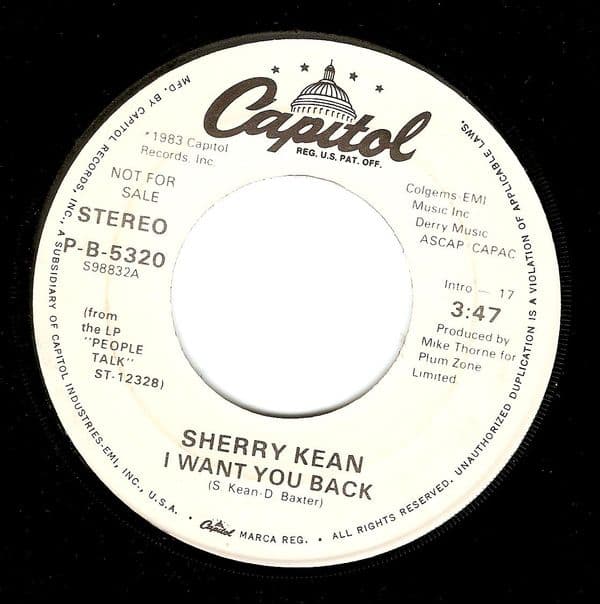 Capitol
REG. U.S. PAT. OFF.
*1983 Capitol
Records, Inc
NOT FOR
SALE
STEREO
P-B-5320
S98832A
(from
the LP
"PEOPLE
TALK"
ST-12328)
Colgems-EMI
Music Inc
Derry Music
ASCAP CAPAC
Intro — 17
3:47
Produced by
Mike Thorne for
Plum Zone
Limited
SHERRY KEAN
I WANT YOU BACK
(S Kean-D Baxter)
MFD. BY CAPITOL RECORDS, INC., A SUBSIDIARY OF CAPITOL INDUSTRIES-EMI, INC., U.S.A. • Capitol MARCA REG. • ALL RIGHTS RESERVED. UNAUTHORIZED DUPLICATION IS A VIOLATION OF APPLICABLE LAWS.